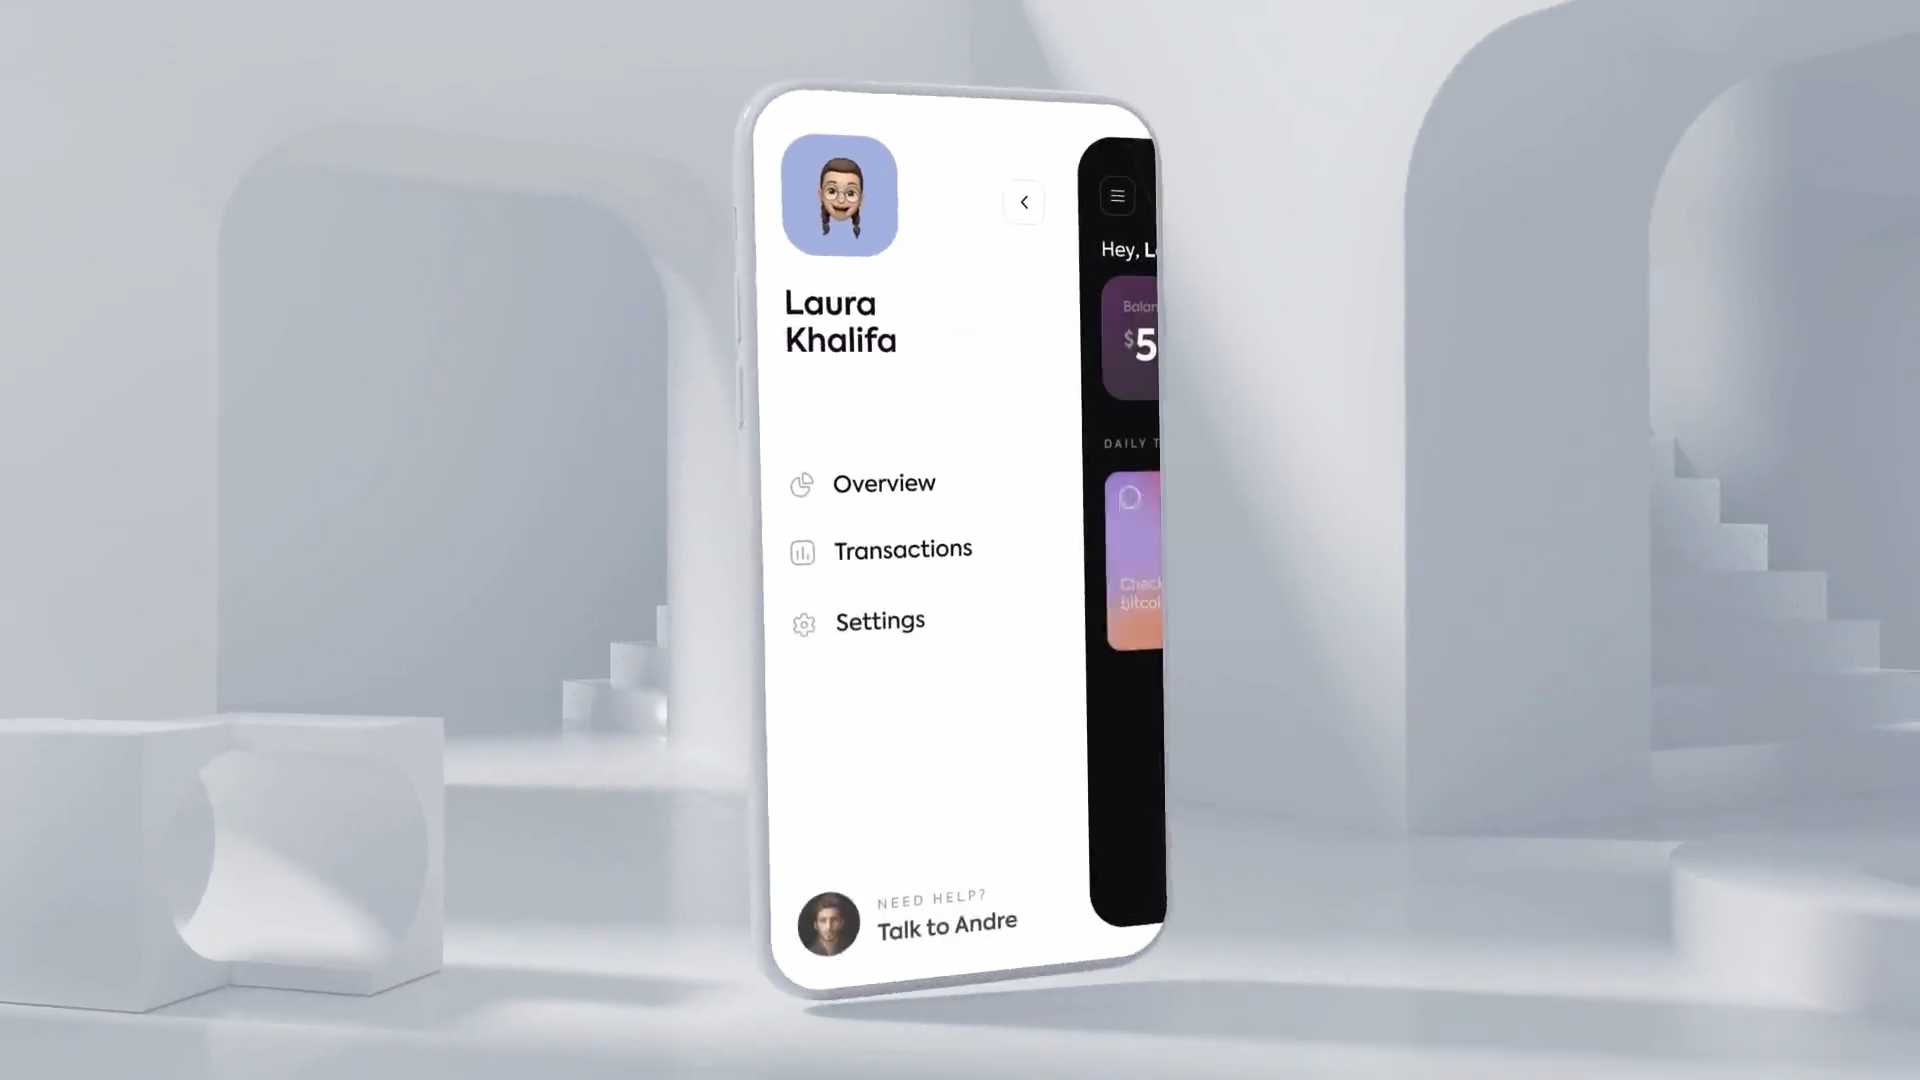 Laura
Khalifa
Overview
Transactions
Settings
NEED HELP?
Talk to Andre
Hey, L
Balan
$5
DAILY T
Check
bitcoi